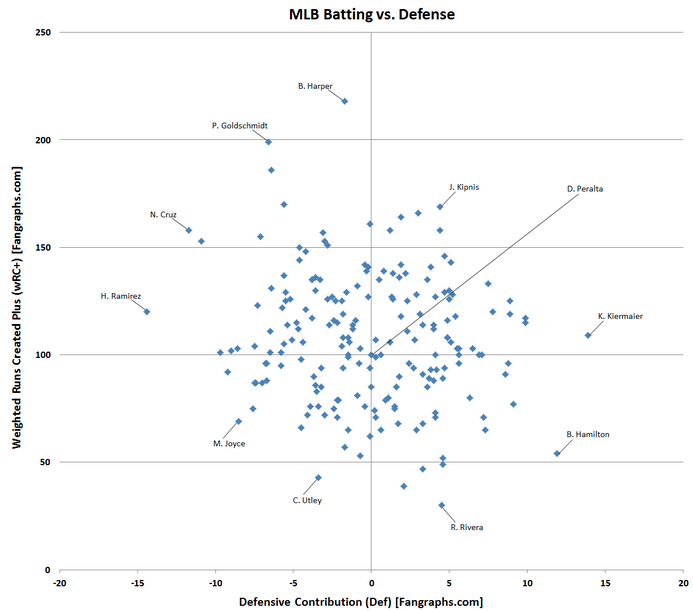 MLB Batting vs. Defense
250
B. Harper
200
P. Goldschmidt
J. Kipnis
D. Peralta
N. Cruz
150
H. Ramirez
K. Kiermaier
100
M. Joyce
B. Hamilton
50
C. Utley
R. Rivera
0
-20 -15 -10 -5 0 5 10 15 20
Defensive Contribution (Def) [Fangraphs.com]
Weighted Runs Created Plus (wRC+) [Fangraphs.com]